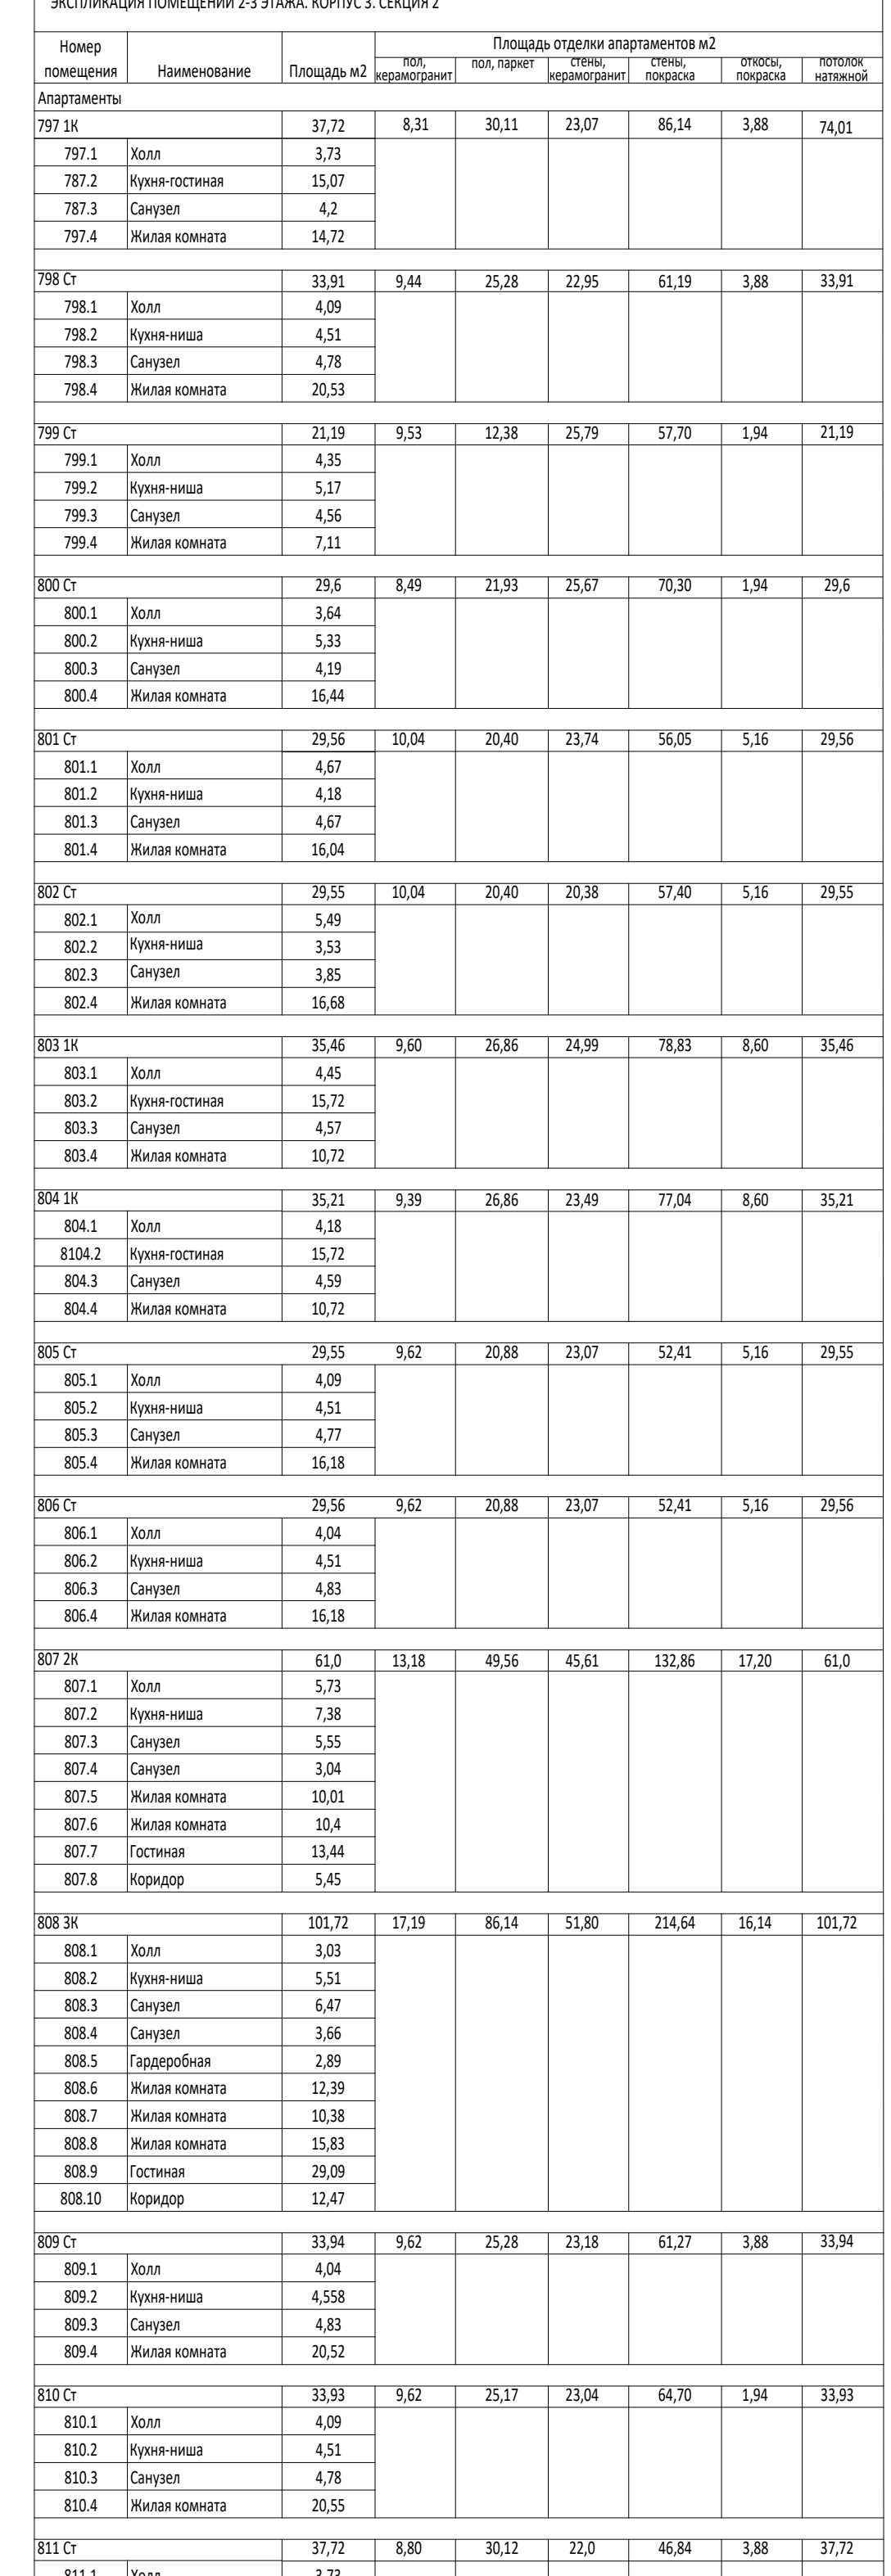 ЭКСПЛИКАЦИЯ ПОМЕЩЕНИЙ 2-3 ЭТАЖА. КОРПУС 3. СЕКЦИЯ 2
Номер помещения Наименование Площадь м2 Площадь отделки апартаментов м2
пол, керамогранит пол, паркет стены, керамогранит стены, покраска откосы, покраска потолок натяжной
Апартаменты
797 1К 37,72 8,31 30,11 23,07 86,14 3,88 74,01
797.1 Холл 3,73
787.2 Кухня-гостиная 15,07
787.3 Санузел 4,2
797.4 Жилая комната 14,72
798 Ст 33,91 9,44 25,28 22,95 61,19 3,88 33,91
798.1 Холл 4,09
798.2 Кухня-ниша 4,51
798.3 Санузел 4,78
798.4 Жилая комната 20,53
799 Ст 21,19 9,53 12,38 25,79 57,70 1,94 21,19
799.1 Холл 4,35
799.2 Кухня-ниша 5,17
799.3 Санузел 4,56
799.4 Жилая комната 7,11
800 Ст 29,6 8,49 21,93 25,67 70,30 1,94 29,6
800.1 Холл 3,64
800.2 Кухня-ниша 5,33
800.3 Санузел 4,19
800.4 Жилая комната 16,44
801 Ст 29,56 10,04 20,40 23,74 56,05 5,16 29,56
801.1 Холл 4,67
801.2 Кухня-ниша 4,18
801.3 Санузел 4,67
801.4 Жилая комната 16,04
802 Ст 29,55 10,04 20,40 20,38 57,40 5,16 29,55
802.1 Холл 5,49
802.2 Кухня-ниша 3,53
802.3 Санузел 3,85
802.4 Жилая комната 16,68
803 1К 35,46 9,60 26,86 24,99 78,83 8,60 35,46
803.1 Холл 4,45
803.2 Кухня-гостиная 15,72
803.3 Санузел 4,57
803.4 Жилая комната 10,72
804 1К 35,21 9,39 26,86 23,49 77,04 8,60 35,21
804.1 Холл 4,18
8104.2 Кухня-гостиная 15,72
804.3 Санузел 4,59
804.4 Жилая комната 10,72
805 Ст 29,55 9,62 20,88 23,07 52,41 5,16 29,55
805.1 Холл 4,09
805.2 Кухня-ниша 4,51
805.3 Санузел 4,77
805.4 Жилая комната 16,18
806 Ст 29,56 9,62 20,88 23,07 52,41 5,16 29,56
806.1 Холл 4,04
806.2 Кухня-ниша 4,51
806.3 Санузел 4,83
806.4 Жилая комната 16,18
807 2К 61,0 13,18 49,56 45,61 132,86 17,20 61,0
807.1 Холл 5,73
807.2 Кухня-ниша 7,38
807.3 Санузел 5,55
807.4 Санузел 3,04
807.5 Жилая комната 10,01
807.6 Жилая комната 10,4
807.7 Гостиная 13,44
807.8 Коридор 5,45
808 3К 101,72 17,19 86,14 51,80 214,64 16,14 101,72
808.1 Холл 3,03
808.2 Кухня-ниша 5,51
808.3 Санузел 6,47
808.4 Санузел 3,66
808.5 Гардеробная 2,89
808.6 Жилая комната 12,39
808.7 Жилая комната 10,38
808.8 Жилая комната 15,83
808.9 Гостиная 29,09
808.10 Коридор 12,47
809 Ст 33,94 9,62 25,28 23,18 61,27 3,88 33,94
809.1 Холл 4,04
809.2 Кухня-ниша 4,558
809.3 Санузел 4,83
809.4 Жилая комната 20,52
810 Ст 33,93 9,62 25,17 23,04 64,70 1,94 33,93
810.1 Холл 4,09
810.2 Кухня-ниша 4,51
810.3 Санузел 4,78
810.4 Жилая комната 20,55
811 Ст 37,72 8,80 30,12 22,0 46,84 3,88 37,72
811.1 Холл 3,73